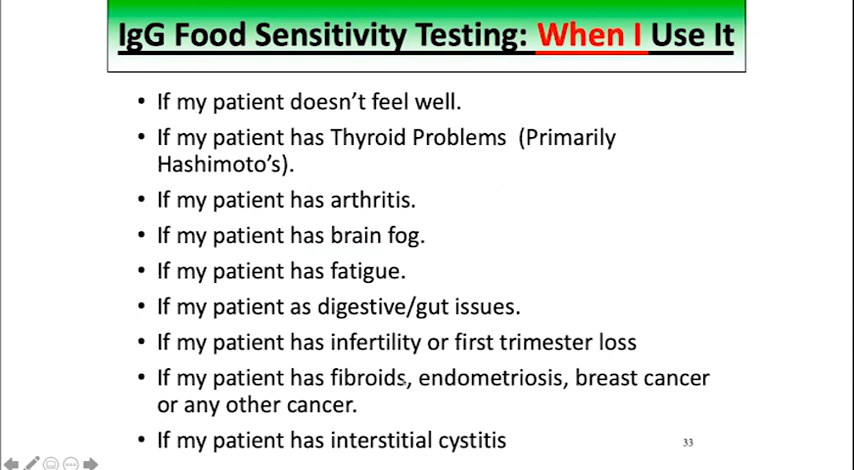 IgG Food Sensitivity Testing: When I Use It
• If my patient doesn’t feel well.
• If my patient has Thyroid Problems (Primarily
Hashimoto’s).
• If my patient has arthritis.
• If my patient has brain fog.
• If my patient has fatigue.
• If my patient as digestive/gut issues.
• If my patient has infertility or first trimester loss
• If my patient has fibroids, endometriosis, breast cancer
or any other cancer.
• If my patient has interstitial cystitis
33